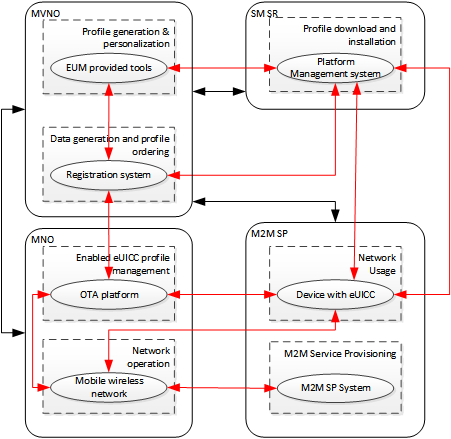 MVNO
Profile generation &
personalization
EUM provided tools
Data generation and profile
ordering
Registration system
SM SR
Profile download and
installation
Platform
Management system
MNO
Enabled eUICC profile
management
OTA platform
Network
operation
Mobile wireless
network
M2M SP
Network
Usage
Device with eUICC
M2M Service Provisioning
M2M SP System